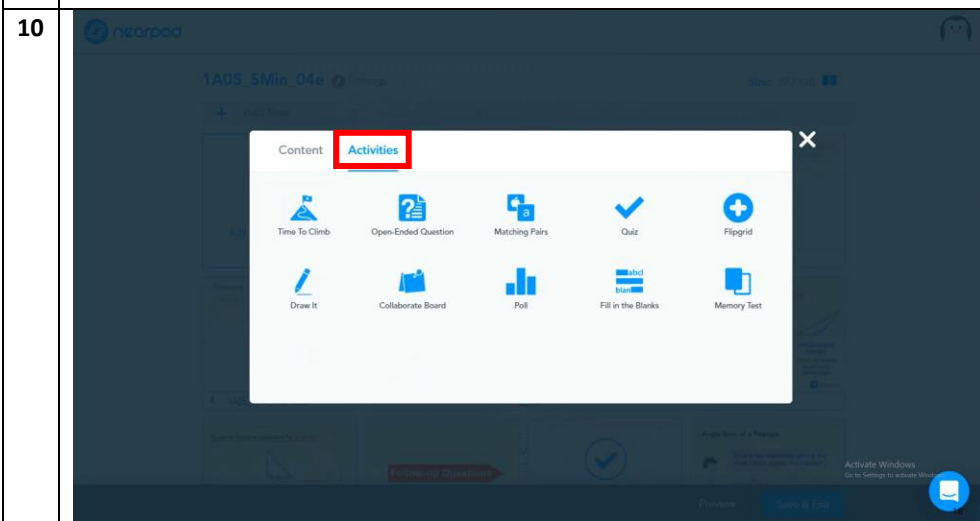 10
nearpod
1A05_5Min_04e
Content Activities
Time To Climb Open-Ended Question Matching Pairs Quiz Flipgrid
Draw It Collaborate Board Poll Fill in the Blanks Memory Test
Following Questions
Activate Windows
Go to Settings to activate Windows
Preview Save & Exit